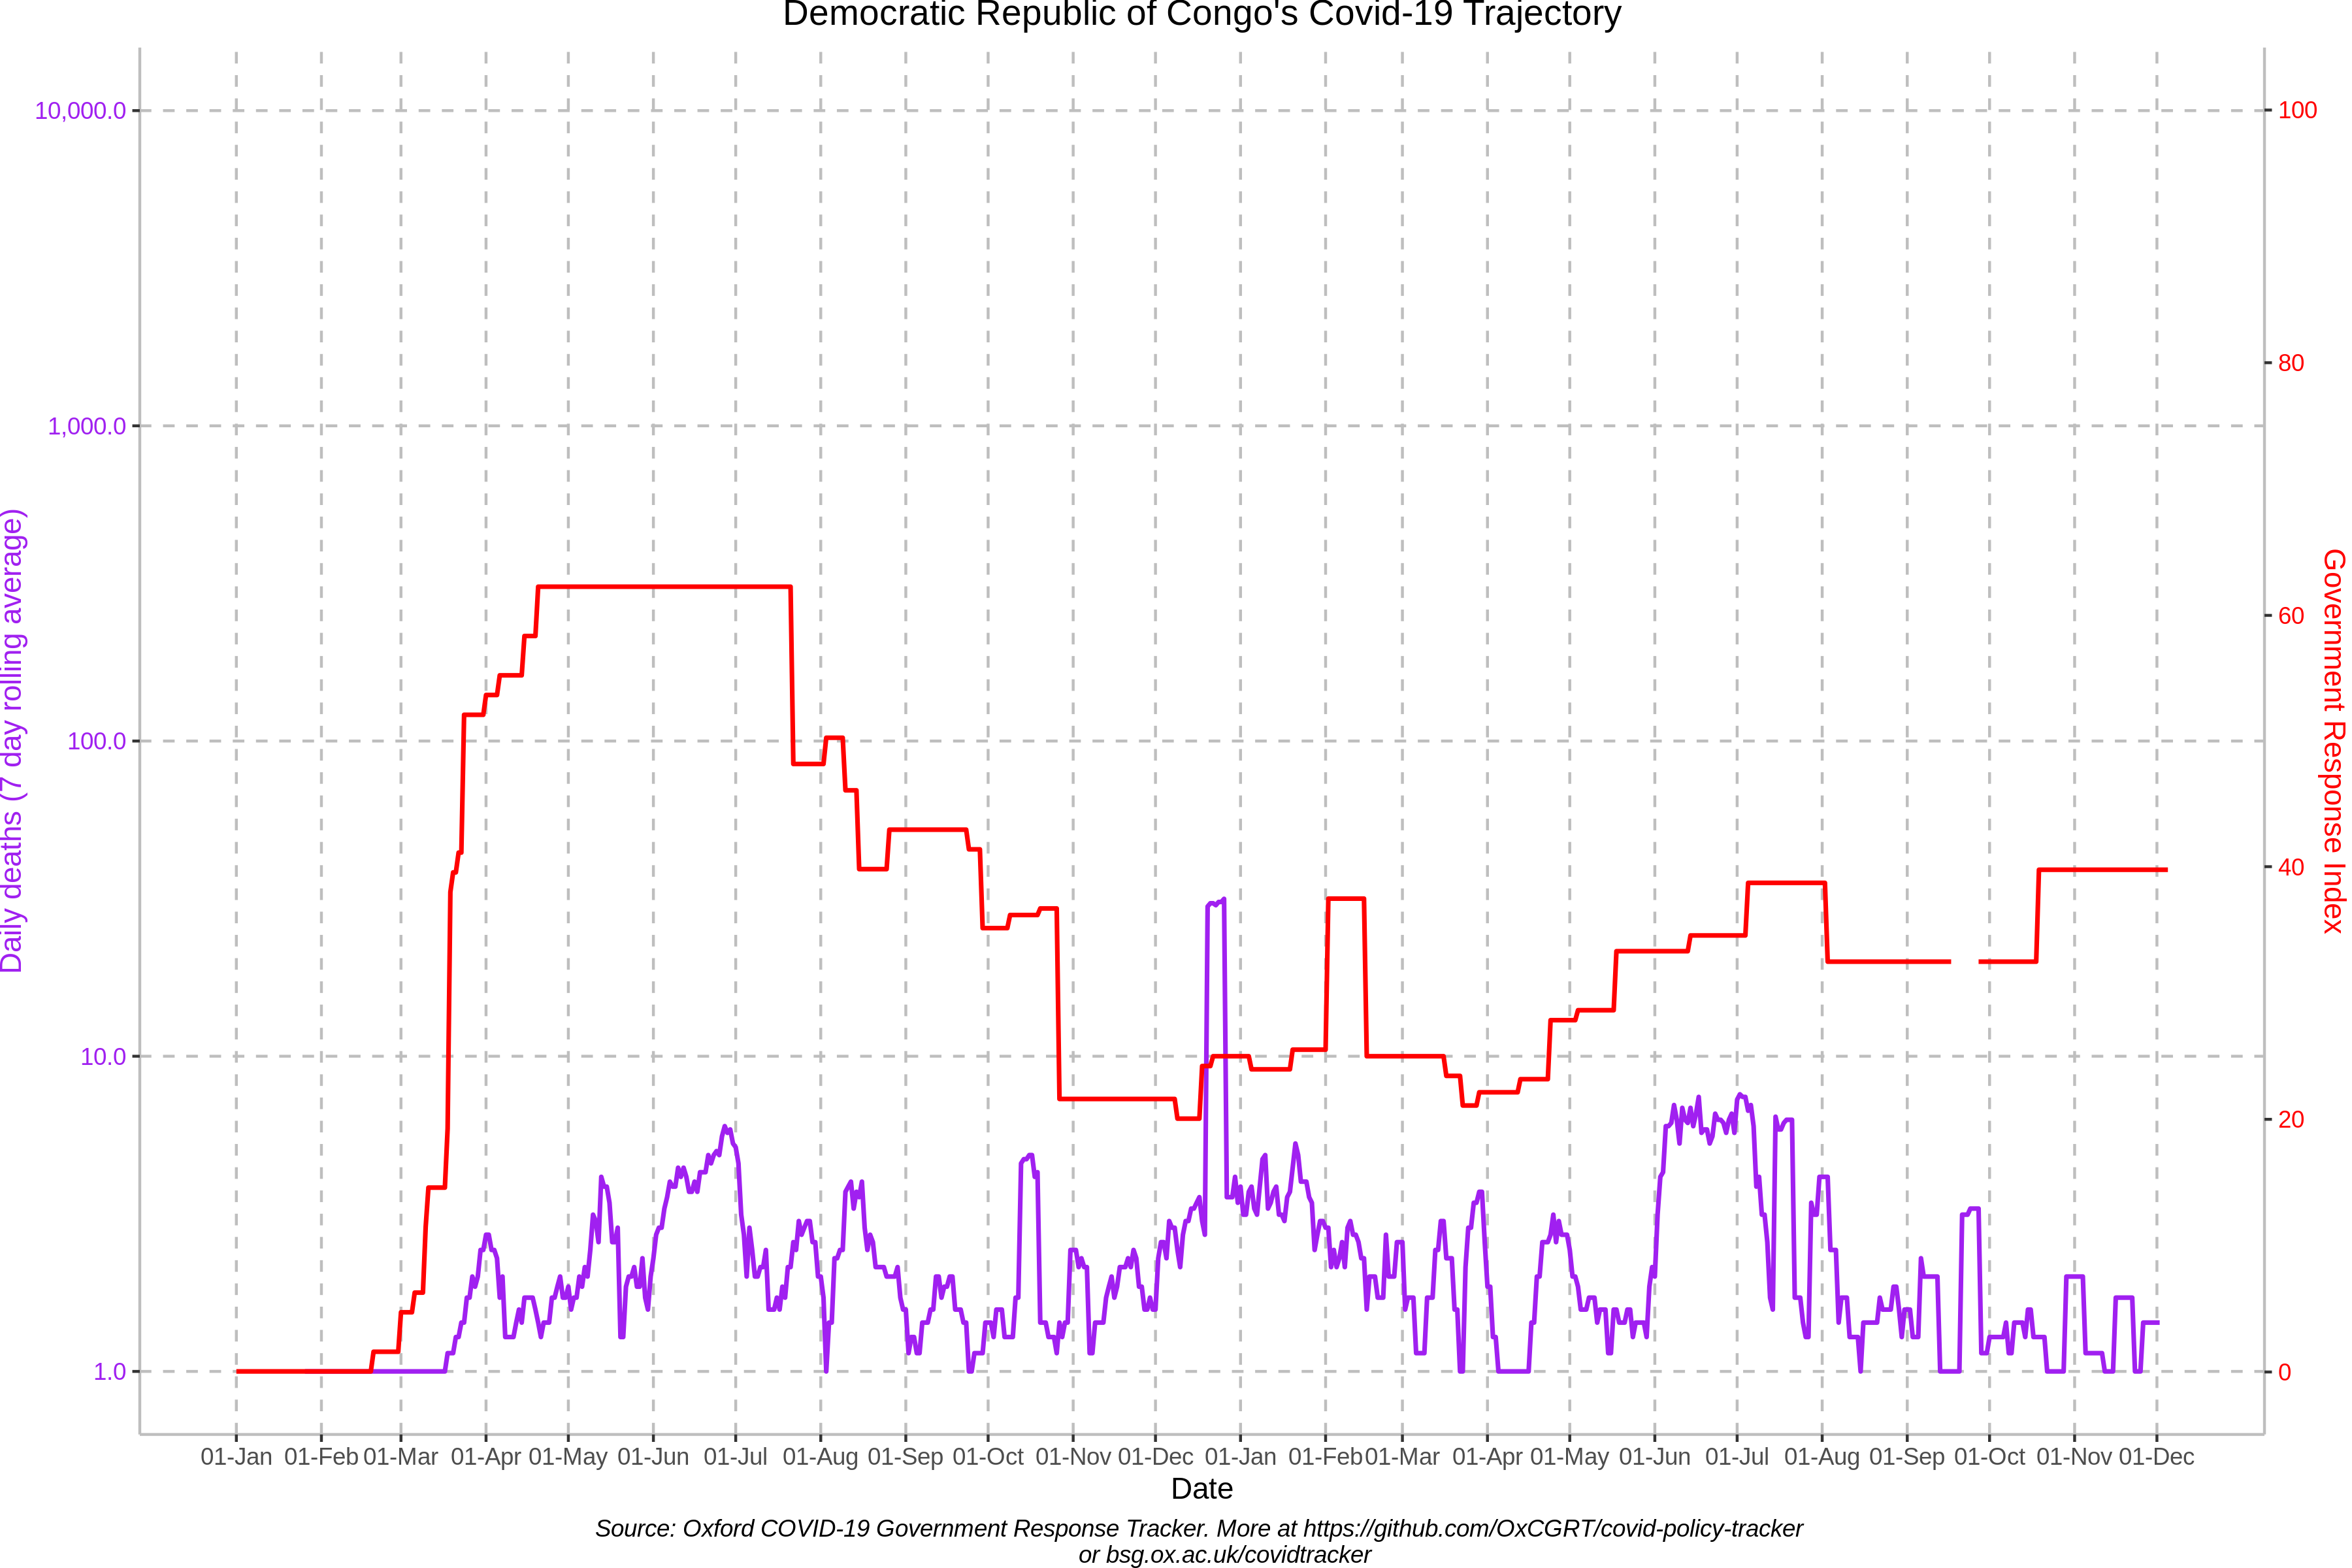 Democratic Republic of Congo's Covid-19 Trajectory
10,000.0
1,000.0
100.0
10.0
1.0
Daily deaths (7 day rolling average)
100
80
60
40
20
0
Government Response Index
01-Jan 01-Feb 01-Mar 01-Apr 01-May 01-Jun 01-Jul 01-Aug 01-Sep 01-Oct 01-Nov 01-Dec 01-Jan 01-Feb 01-Mar 01-Apr 01-May 01-Jun 01-Jul 01-Aug 01-Sep 01-Oct 01-Nov 01-Dec
Date
Source: Oxford COVID-19 Government Response Tracker. More at https://github.com/OxCGRT/covid-policy-tracker
or bsg.ox.ac.uk/covidtracker